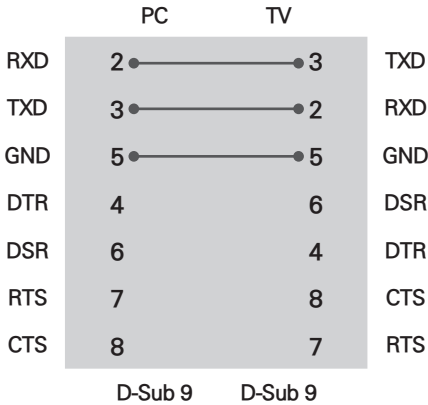 PC TV
RXD 2 3 TXD
TXD 3 2 RXD
GND 5 5 GND
DTR 4 6 DSR
DSR 6 4 DTR
RTS 7 8 CTS
CTS 8 7 RTS
D-Sub 9 D-Sub 9